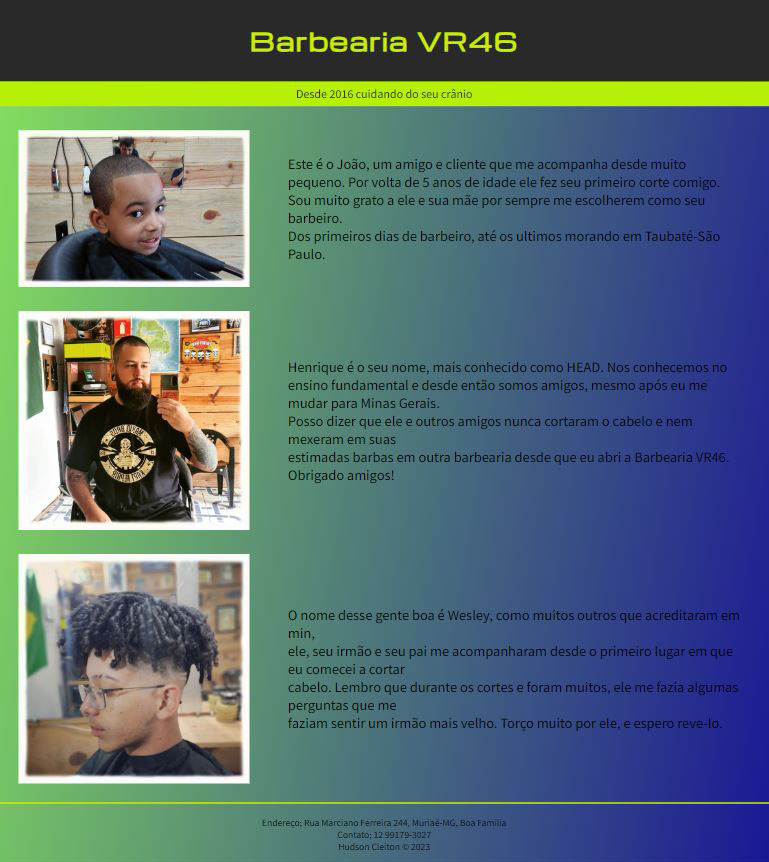 Barbearia VR46
Desde 2016 cuidando do seu crânio
Este é o João, um amigo e cliente que me acompanha desde muito
pequeno. Por volta de 5 anos de idade ele fez seu primeiro corte comigo.
Sou muito grato a ele e sua mãe por sempre me escolherem como seu
barbeiro.
Dos primeiros dias de barbeiro, até os ultimos morando em Taubaté-São
Paulo.
Henrique é o seu nome, mais conhecido como HEAD. Nos conhecemos no
ensino fundamental e desde então somos amigos, mesmo após eu me
mudar para Minas Gerais.
Posso dizer que ele e outros amigos nunca cortaram o cabelo e nem
mexeram em suas
estimadas barbas em outra barbearia desde que eu abri a Barbearia VR46.
Obrigado amigos!
O nome desse gente boa é Wesley, como muitos outros que acreditaram em
min,
ele, seu irmão e seu pai me acompanharam desde o primeiro lugar em que
eu comecei a cortar
cabelo. Lembro que durante os cortes e foram muitos, ele me fazia algumas
perguntas que me
faziam sentir um irmão mais velho. Torço muito por ele, e espero reve-lo.
Endereço; Rua Marciano Ferreira 244, Muriaé-MG, Boa Familia
Contato; 12 99179-3027
Hudson Cleiton © 2023